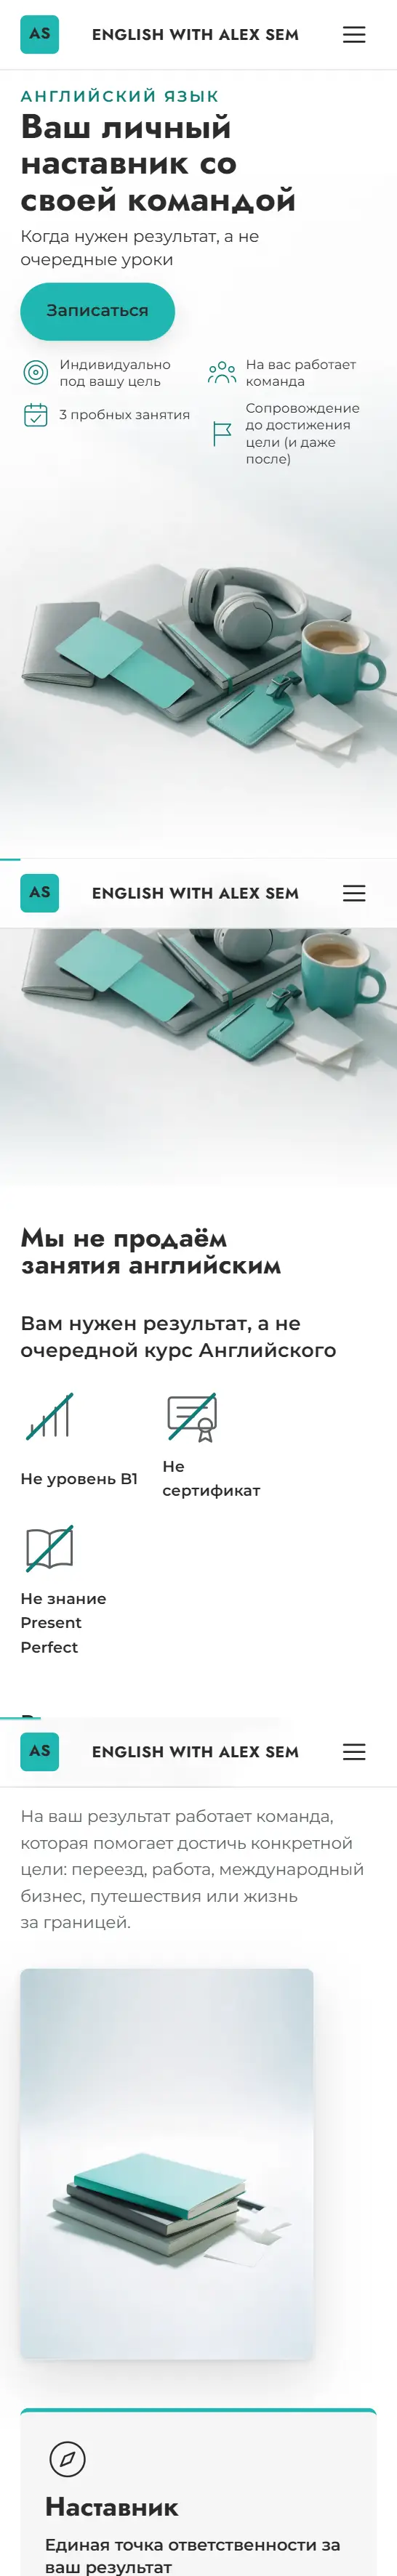 AS ENGLISH WITH ALEX SEM
АНГЛИЙСКИЙ ЯЗЫК
Ваш личный
наставник со
своей командой
Когда нужен результат, а не
очередные уроки
Записаться
Индивидуально
под вашу цель
На вас работает
команда
3 пробных занятия
Сопровождение
до достижения
цели (и даже
после)
AS ENGLISH WITH ALEX SEM
Мы не продаём
занятия английским
Вам нужен результат, а не
очередной курс Английского
Не уровень B1
Не
сертификат
Не знание
Present
Perfect
AS ENGLISH WITH ALEX SEM
На ваш результат работает команда,
которая помогает достичь конкретной
цели: переезд, работа, международный
бизнес, путешествия или жизнь
за границей.
Наставник
Единая точка ответственности за
ваш результат